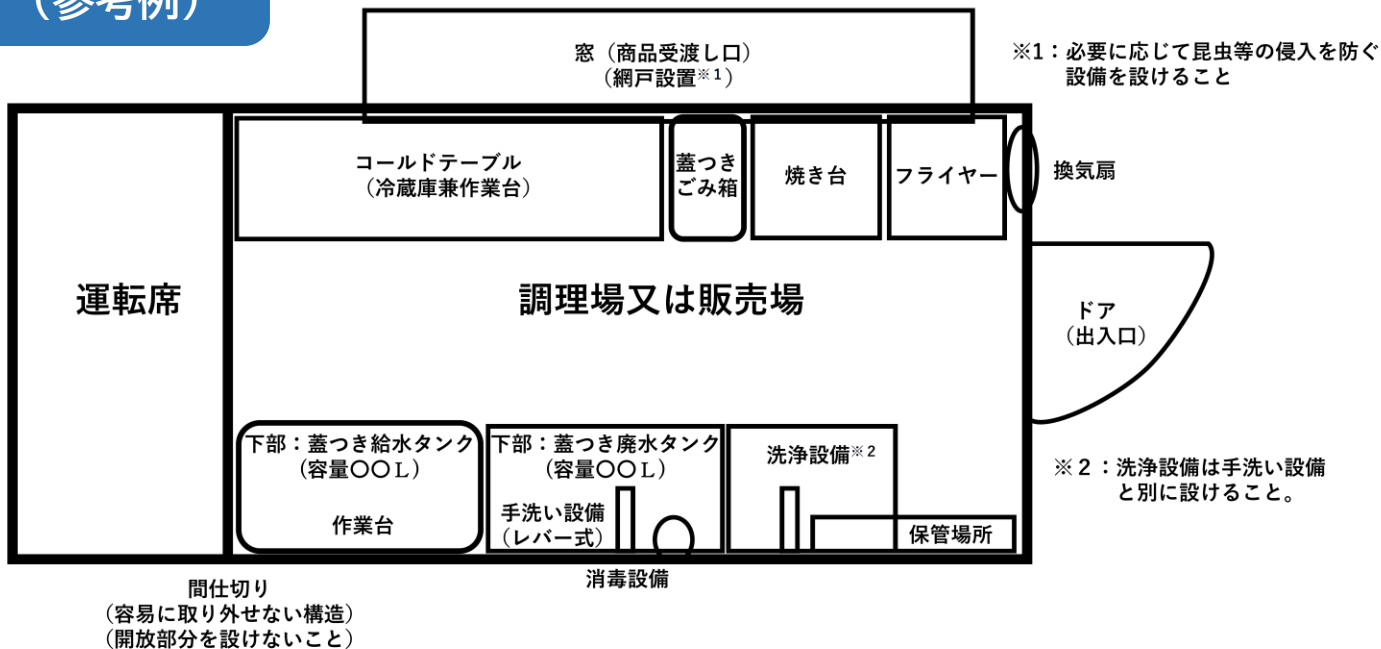 （参考例）
窓（商品受渡し口）
（網戸設置※１）
※1：必要に応じて昆虫等の侵入を防ぐ
設備を設けること
コールドテーブル
（冷蔵庫兼作業台）
蓋つき
ごみ箱
焼き台
フライヤー
換気扇
運転席
調理場又は販売場
ドア
（出入口）
下部：蓋つき給水タンク
（容量〇〇Ｌ）
作業台
下部：蓋つき廃水タンク
（容量〇〇Ｌ）
手洗い設備
（レバー式）
洗浄設備※２
保管場所
※２：洗浄設備は手洗い設備
と別に設けること。
消毒設備
間仕切り
（容易に取り外せない構造）
（開放部分を設けないこと）